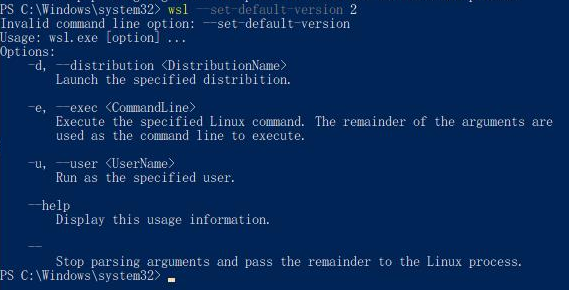 PS C:\Windows\system32> wsl --set-default-version 2
Invalid command line option: --set-default-version
Usage: wsl.exe [option] ...
Options:
-d, --distribution <DistributionName>
Launch the specified distribition.
-e, --exec <CommandLine>
Execute the specified Linux command. The remainder of the arguments are
used as the command line to execute.
-u, --user <UserName>
Run as the specified user.
--help
Display this usage information.
--
Stop parsing arguments and pass the remainder to the Linux process.
PS C:\Windows\system32>